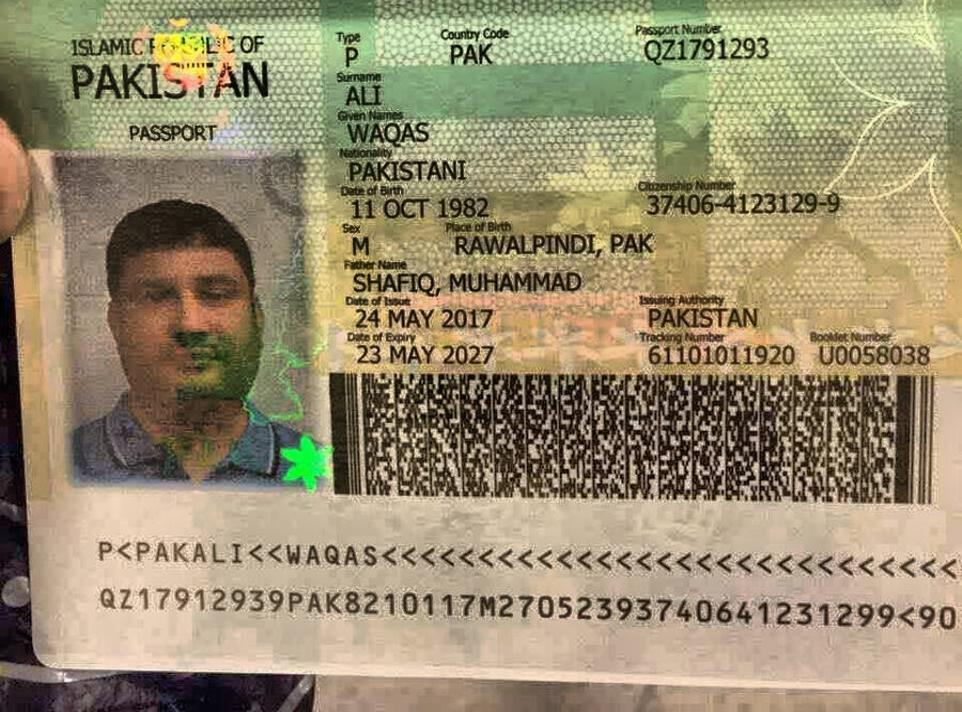 ISLAMIC REPUBLIC OF
PAKISTAN
PASSPORT
Type Country Code Passport Number
P PAK QZ1791293
Surname
ALI
Given Names
WAQAS
Nationality
PAKISTANI
Date of Birth Citizenship Number
11 OCT 1982 37406-4123129-9
Sex Place of Birth
M RAWALPINDI, PAK
Father Name
SHAFIQ, MUHAMMAD
Date of Issue Issuing Authority
24 MAY 2017 PAKISTAN
Date of Expiry Tracking Number Booklet Number
23 MAY 2027 61101011920 U0058038
P<PAKALI<<WAQAS<<<<<<<<<<<<<<<<<<<<<<<<<<<<<
QZ17912939PAK8210117M2705239374064123129​9<90